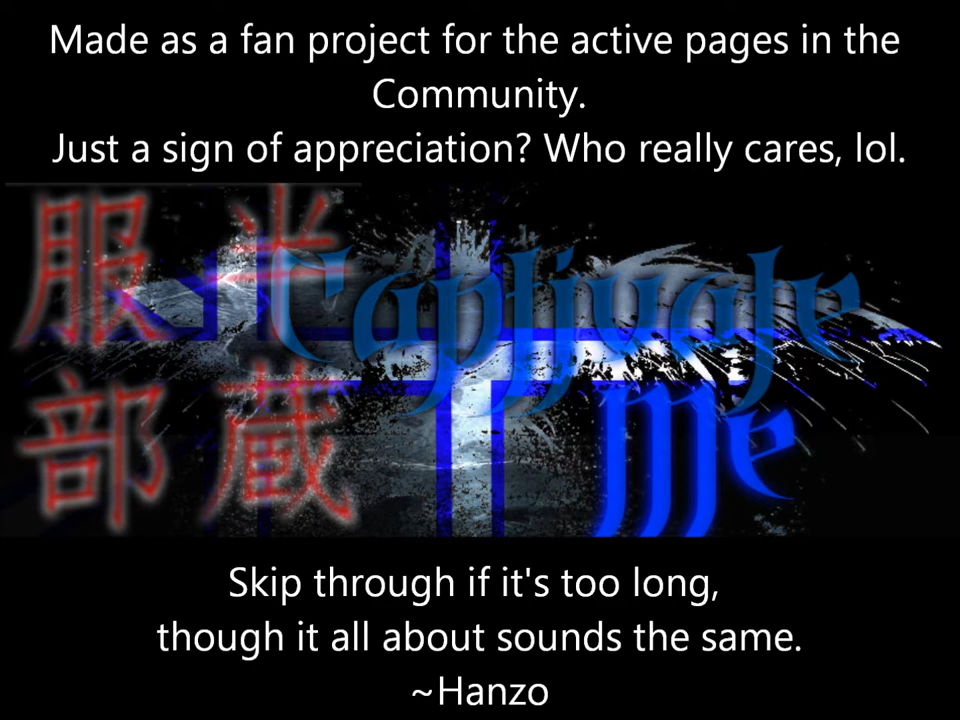 Made as a fan project for the active pages in the
Community.
Just a sign of appreciation? Who really cares, lol.
服 半
部 蔵
Captivate
Me
Skip through if it's too long,
though it all about sounds the same.
~Hanzo